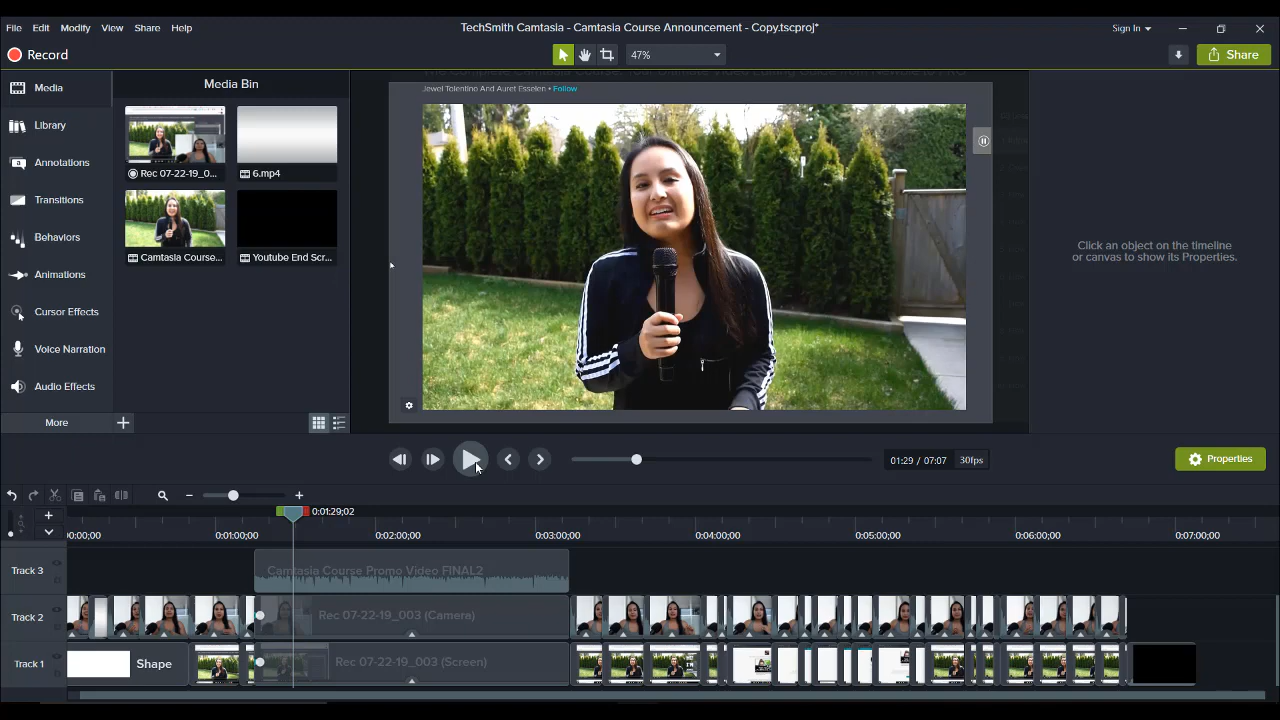 File Edit Modify View Share Help
TechSmith Camtasia - Camtasia Course Announcement - Copy.tscproj*
Sign In
Record
47%
Share
Media
Library
Annotations
Transitions
Behaviors
Animations
Cursor Effects
Voice Narration
Audio Effects
More
Media Bin
Rec 07-22-19_0...
6.mp4
Camtasia Course...
Youtube End Scr...
Jewel Tolentino And Auret Esselen • Follow
Click an object on the timeline
or canvas to show its Properties.
01:29 / 07:07 30fps
Properties
0:01:29;02
00:00;00 0:01:00;00 0:02:00;00 0:03:00;00 0:04:00;00 0:05:00;00 0:06:00;00 0:07:00;00
Track 3
Camtasia Course Promo Video FINAL2
Track 2
Rec 07-22-19_003 (Camera)
Track 1
Shape
Rec 07-22-19_003 (Screen)